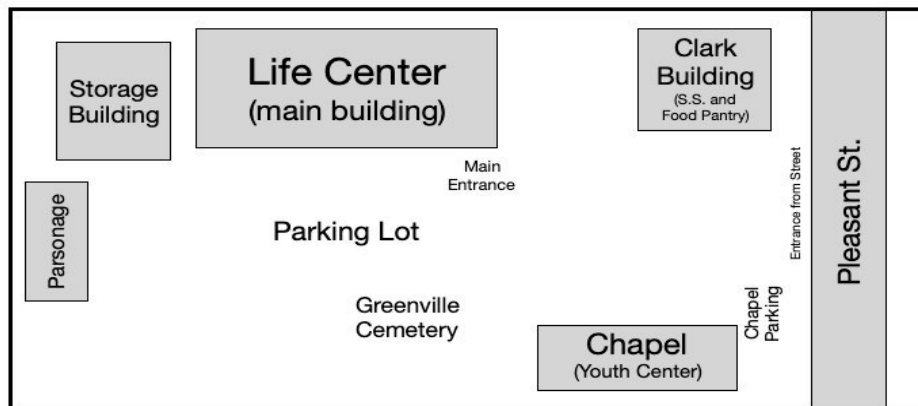 Storage
Building
Life Center
(main building)
Clark
Building
(S.S. and
Food Pantry)
Main
Entrance
Entrance from Street
Pleasant St.
Parsonage
Parking Lot
Greenville
Cemetery
Chapel
Parking
Chapel
(Youth Center)